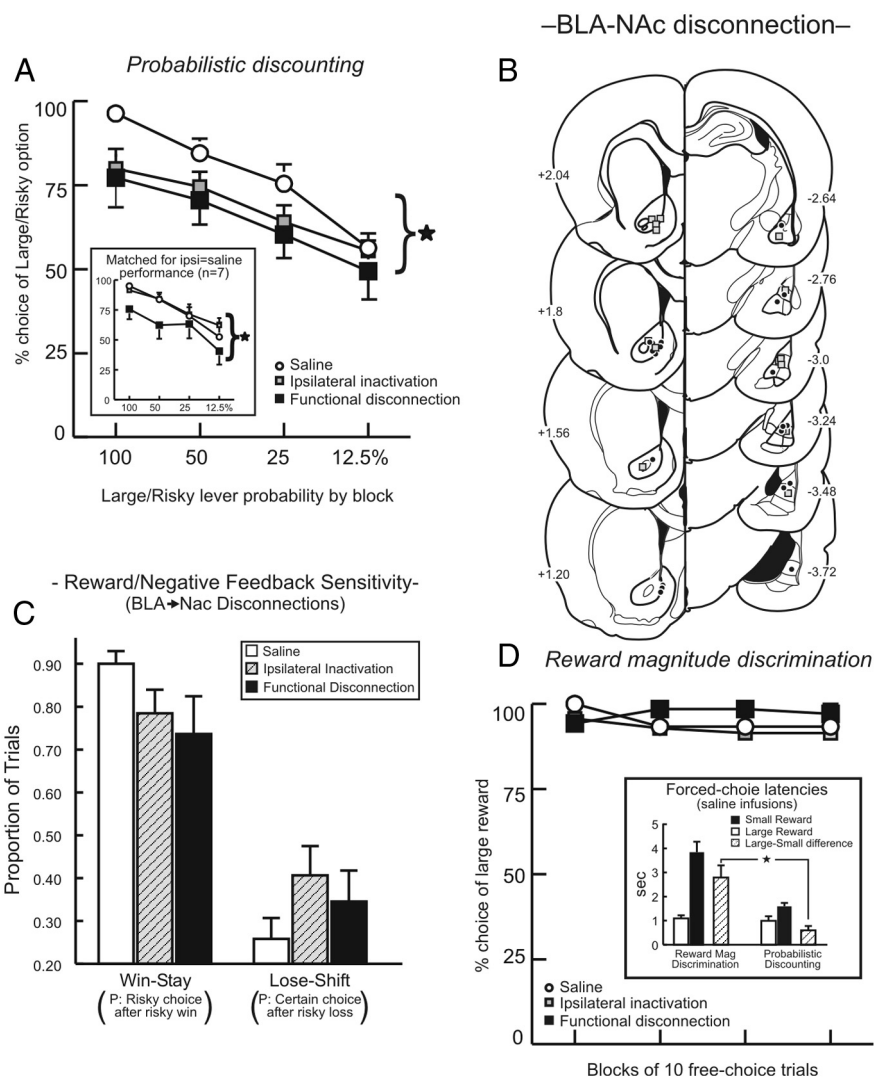 –BLA-NAc disconnection–
A
Probabilistic discounting
% choice of Large/Risky option
100
75
50
25
0
100
50
25
12.5%
Large/Risky lever probability by block
Matched for ipsi=saline
performance (n=7)
100
75
50
25
0
100
50
25
12.5%
Saline
Ipsilateral inactivation
Functional disconnection
B
+2.04
+1.8
+1.56
+1.20
-2.64
-2.76
-3.0
-3.24
-3.48
-3.72
- Reward/Negative Feedback Sensitivity-
(BLA➔Nac Disconnections)
C
Proportion of Trials
0.90
0.80
0.70
0.60
0.50
0.40
0.30
0.20
Saline
Ipsilateral Inactivation
Functional Disconnection
Win-Stay
(P: Risky choice
after risky win)
Lose-Shift
(P: Certain choice
after risky loss)
D
Reward magnitude discrimination
% choice of large reward
100
75
50
25
0
Forced-choie latencies
(saline infusions)
Small Reward
Large Reward
Large-Small difference
sec
5
4
3
2
1
0
Reward Mag
Discrimination
Probabilistic
Discounting
Saline
Ipsilateral inactivation
Functional disconnection
Blocks of 10 free-choice trials